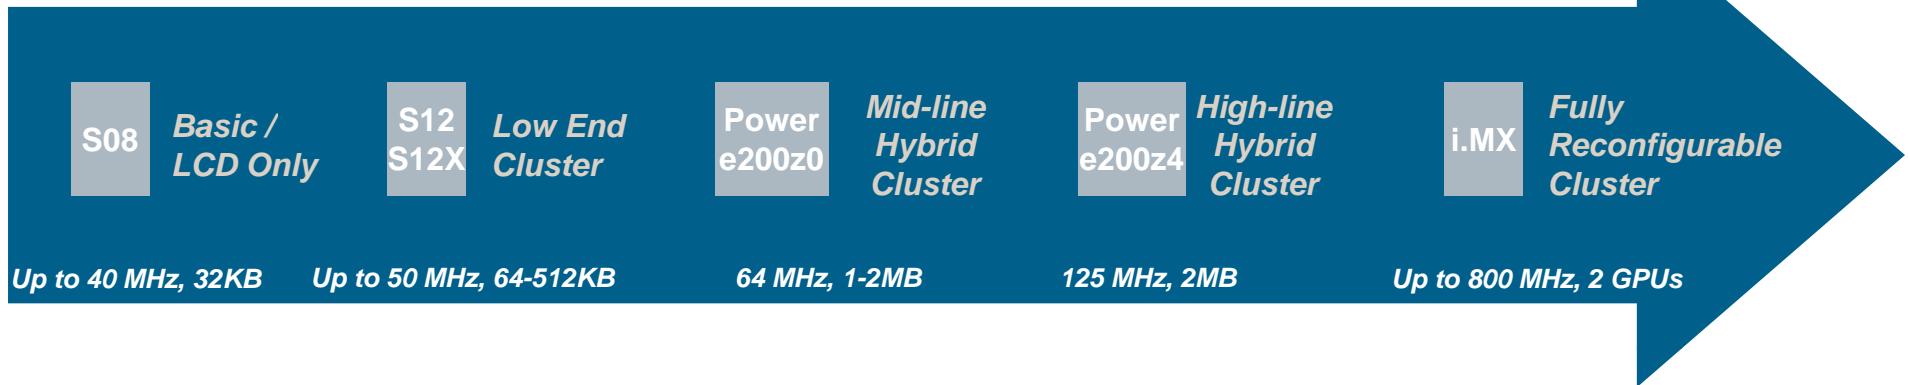 S08
Basic /
LCD Only
S12
S12X
Low End
Cluster
Power
e200z0
Mid-line
Hybrid
Cluster
Power
e200z4
High-line
Hybrid
Cluster
i.MX
Fully
Reconfigurable
Cluster
Up to 40 MHz, 32KB
Up to 50 MHz, 64-512KB
64 MHz, 1-2MB
125 MHz, 2MB
Up to 800 MHz, 2 GPUs